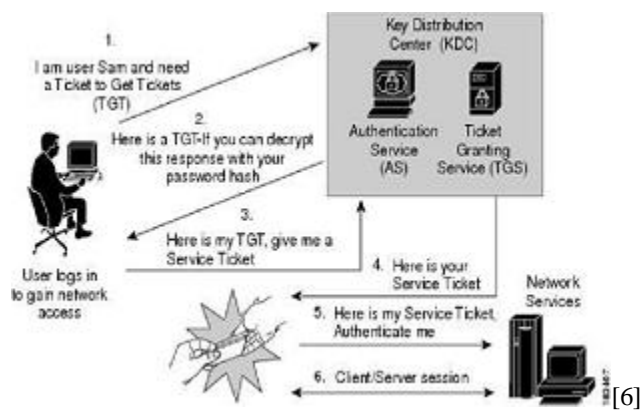 1.
I am user Sam and need
a Ticket to Get Tickets
(TGT)
2.
Here is a TGT-If you can decrypt
this response with your
password hash
3.
Here is my TGT, give me a
Service Ticket
User logs in
to gain network
access
Key Distribution
Center (KDC)
Authentication
Service
(AS)
Ticket
Granting
Service (TGS)
4. Here is your
Service Ticket
5. Here is my Service Ticket,
Authenticate me
6. Client/Server session
Network
Services
[6]